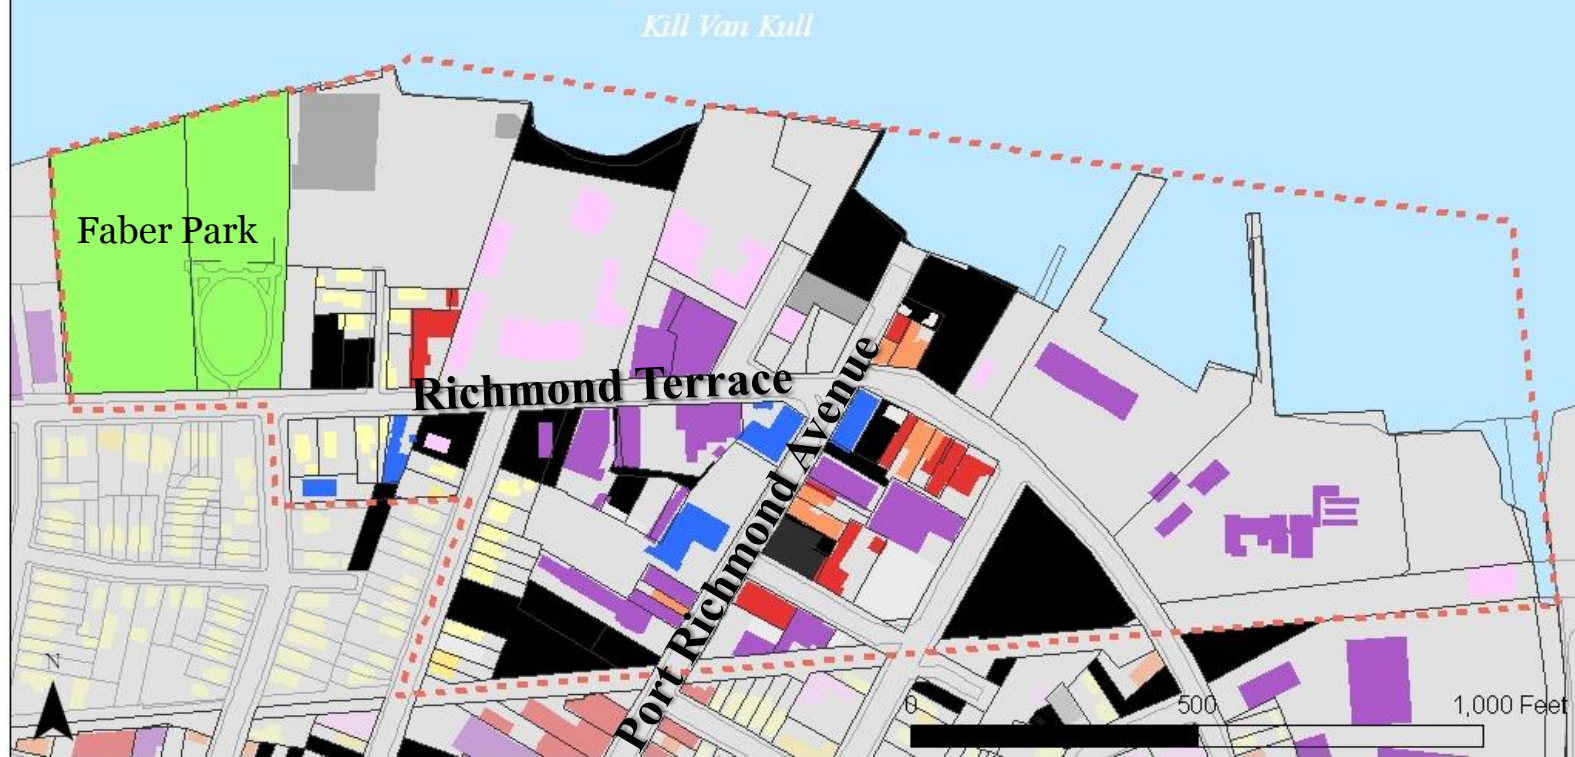 Kill Van Kull
Faber Park
Richmond Terrace
Port Richmond Avenue
N
0 500 1,000 Feet